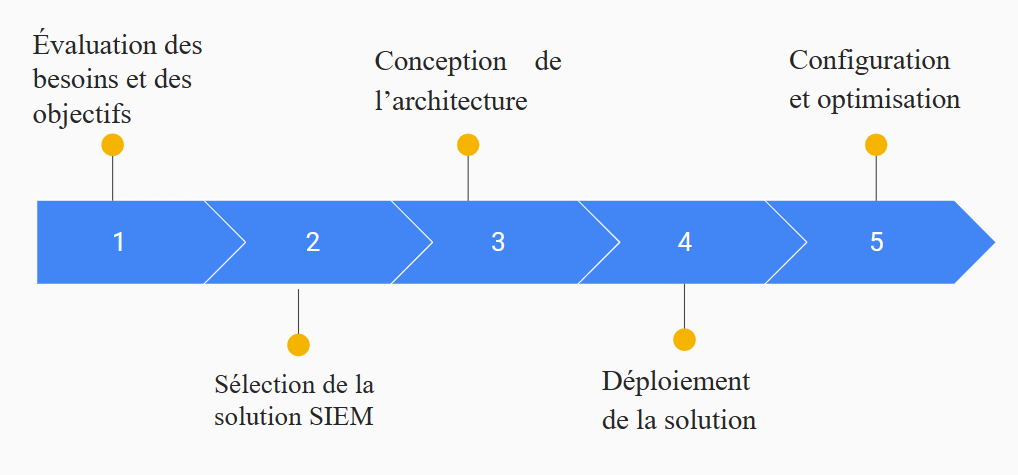 Évaluation des
besoins et des
objectifs
Conception de
l’architecture
Configuration
et optimisation
1
2
3
4
5
Sélection de la
solution SIEM
Déploiement
de la solution